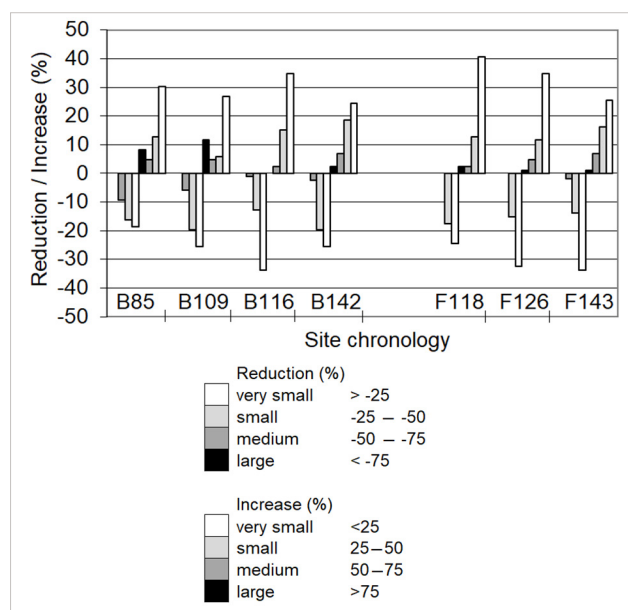 50
40
30
20
10
0
-10
-20
-30
-40
-50
Reduction / Increase (%)
B85 B109 B116 B142 F118 F126 F143
Site chronology
Reduction (%)
very small > -25
small -25 – -50
medium -50 – -75
large < -75
Increase (%)
very small <25
small 25–50
medium 50–75
large >75